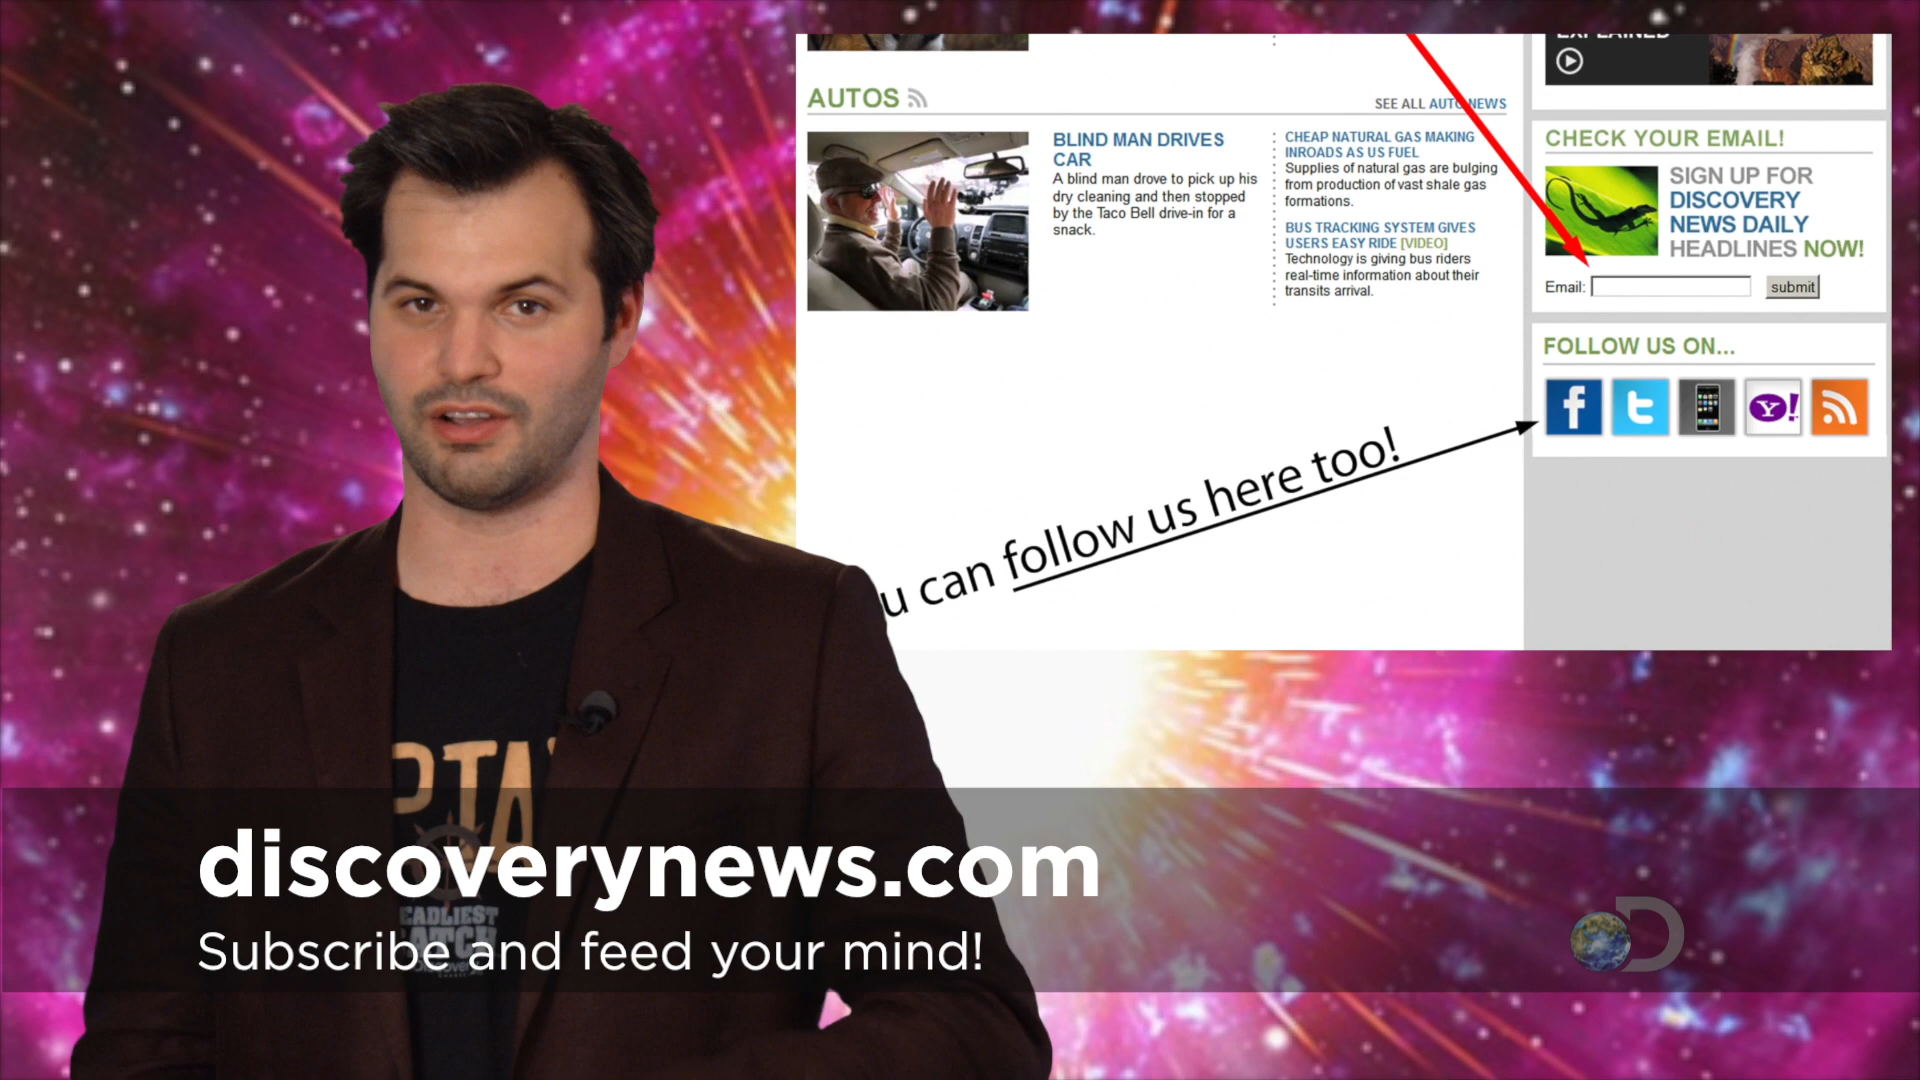 EXPLAINED
AUTOS
SEE ALL AUTO NEWS
BLIND MAN DRIVES
CAR
A blind man drove to pick up his
dry cleaning and then stopped
by the Taco Bell drive-in for a
snack.
CHEAP NATURAL GAS MAKING
INROADS AS US FUEL
Supplies of natural gas are bulging
from production of vast shale gas
formations.
BUS TRACKING SYSTEM GIVES
USERS EASY RIDE [VIDEO]
Technology is giving bus riders
real-time information about their
transits arrival.
CHECK YOUR EMAIL!
SIGN UP FOR
DISCOVERY
NEWS DAILY
HEADLINES NOW!
Email:
submit
FOLLOW US ON...
f t Y!
u can follow us here too!
PTA
discoverynews.com
EADLIEST
ATCH
Subscribe and feed your mind!
D